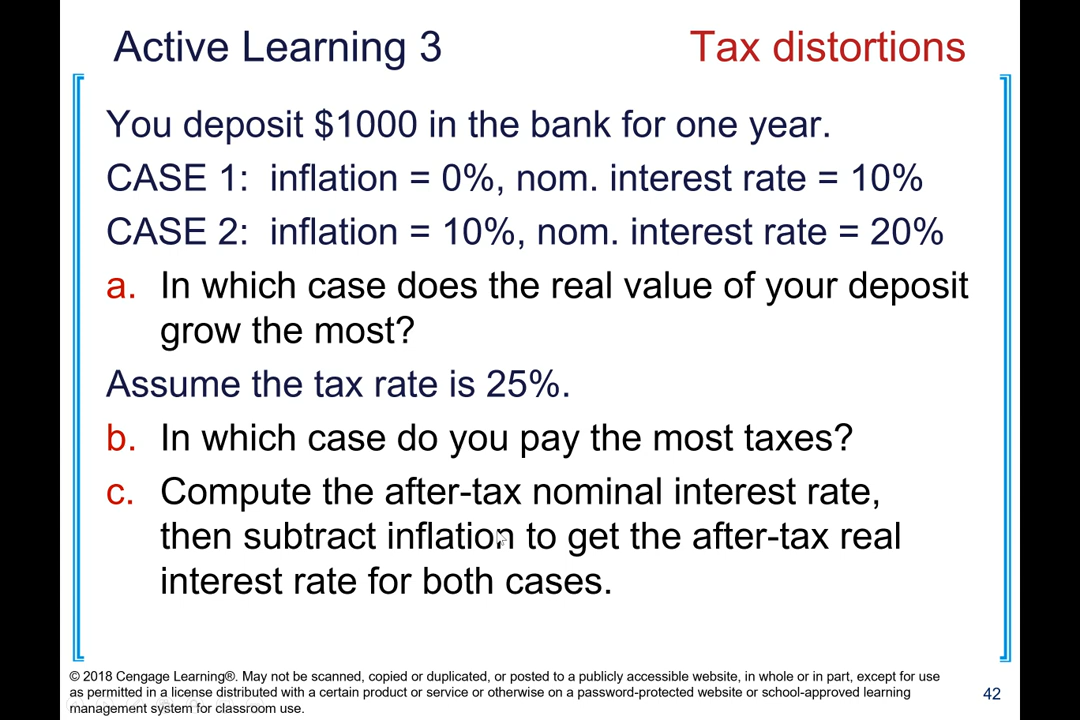 Active Learning 3 Tax distortions
You deposit $1000 in the bank for one year.
CASE 1: inflation = 0%, nom. interest rate = 10%
CASE 2: inflation = 10%, nom. interest rate = 20%
a. In which case does the real value of your deposit
grow the most?
Assume the tax rate is 25%.
b. In which case do you pay the most taxes?
c. Compute the after-tax nominal interest rate,
then subtract inflation to get the after-tax real
interest rate for both cases.
© 2018 Cengage Learning®. May not be scanned, copied or duplicated, or posted to a publicly accessible website, in whole or in part, except for use
as permitted in a license distributed with a certain product or service or otherwise on a password-protected website or school-approved learning
management system for classroom use.
42